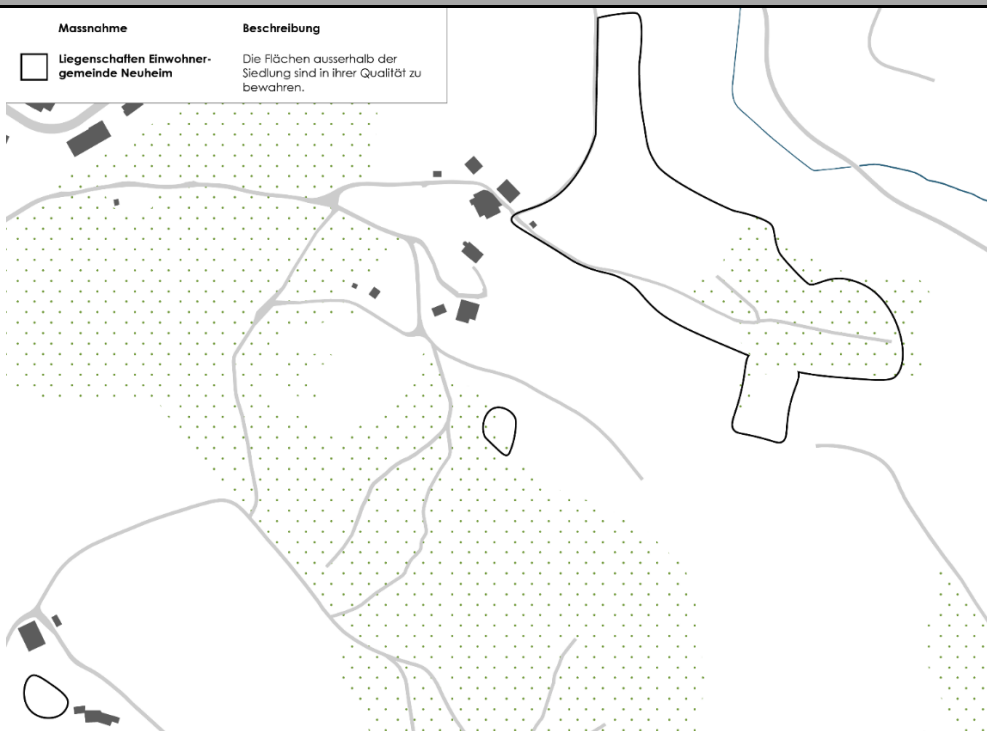 Massnahme
Beschreibung
Liegenschaften Einwohner-
gemeinde Neuheim
Die Flächen ausserhalb der
Siedlung sind in ihrer Qualität zu
bewahren.